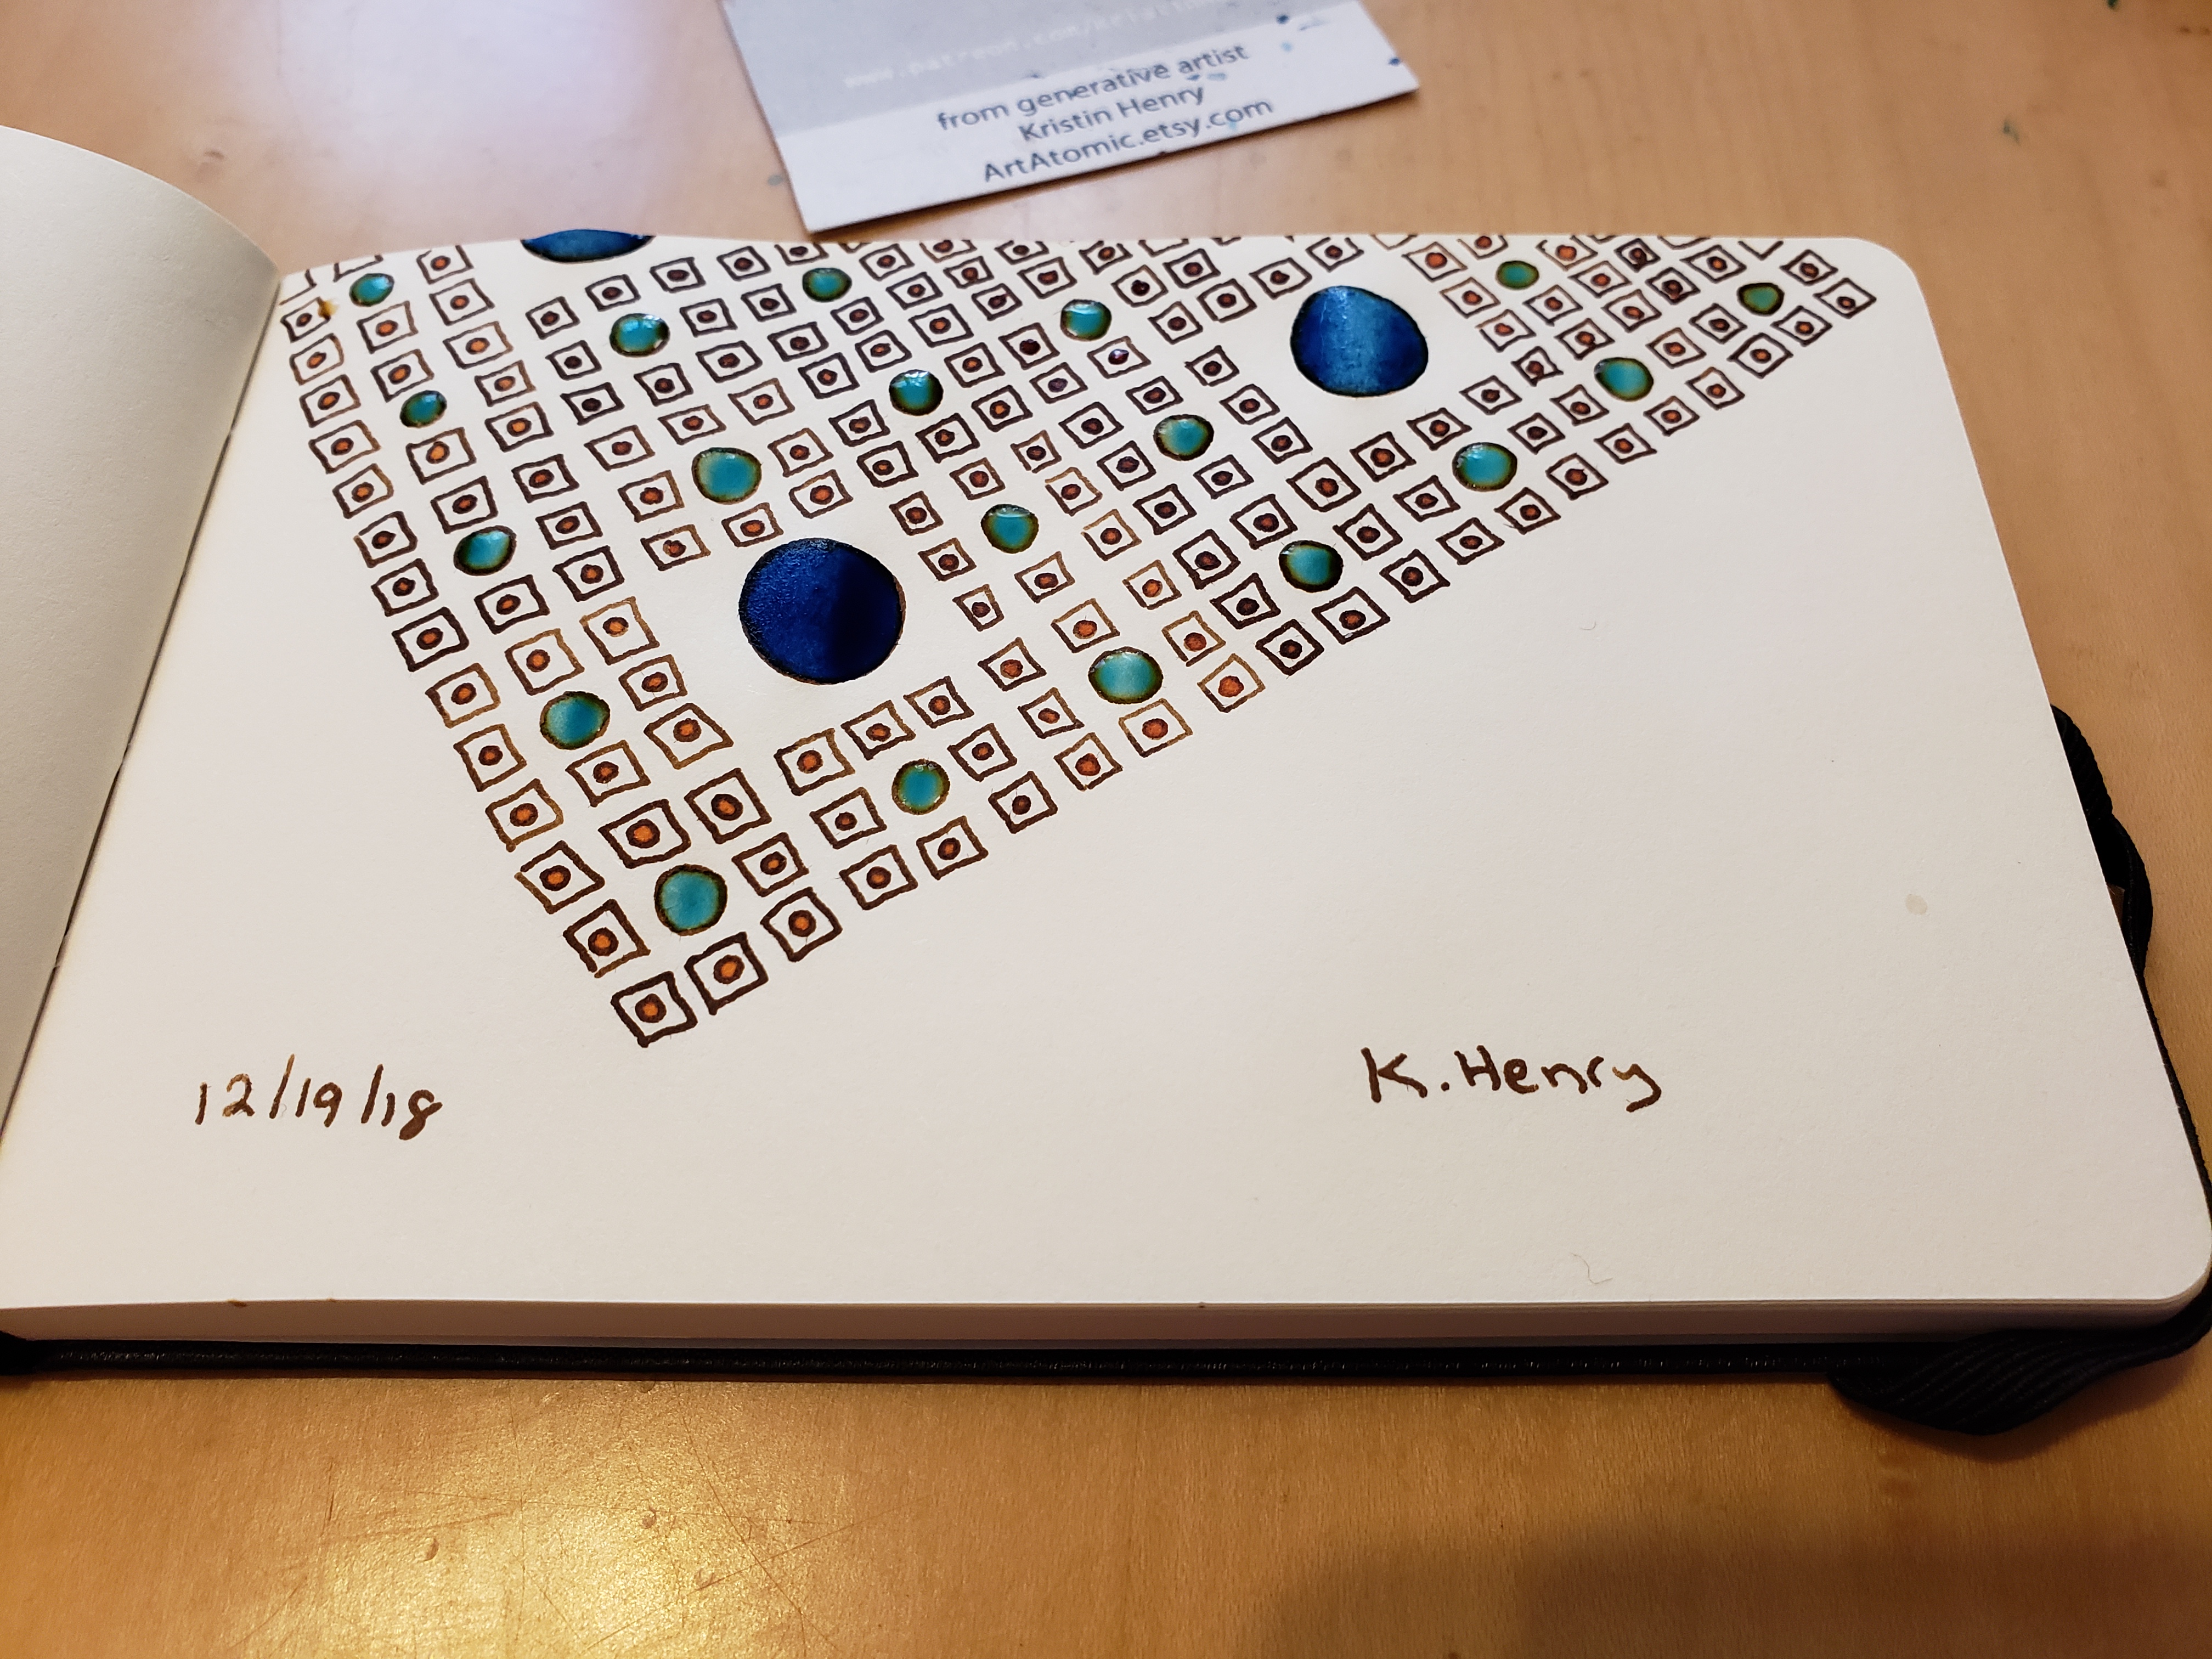 from generative artist
Kristin Henry
ArtAtomic.etsy.com
12/19/18
K. Henry